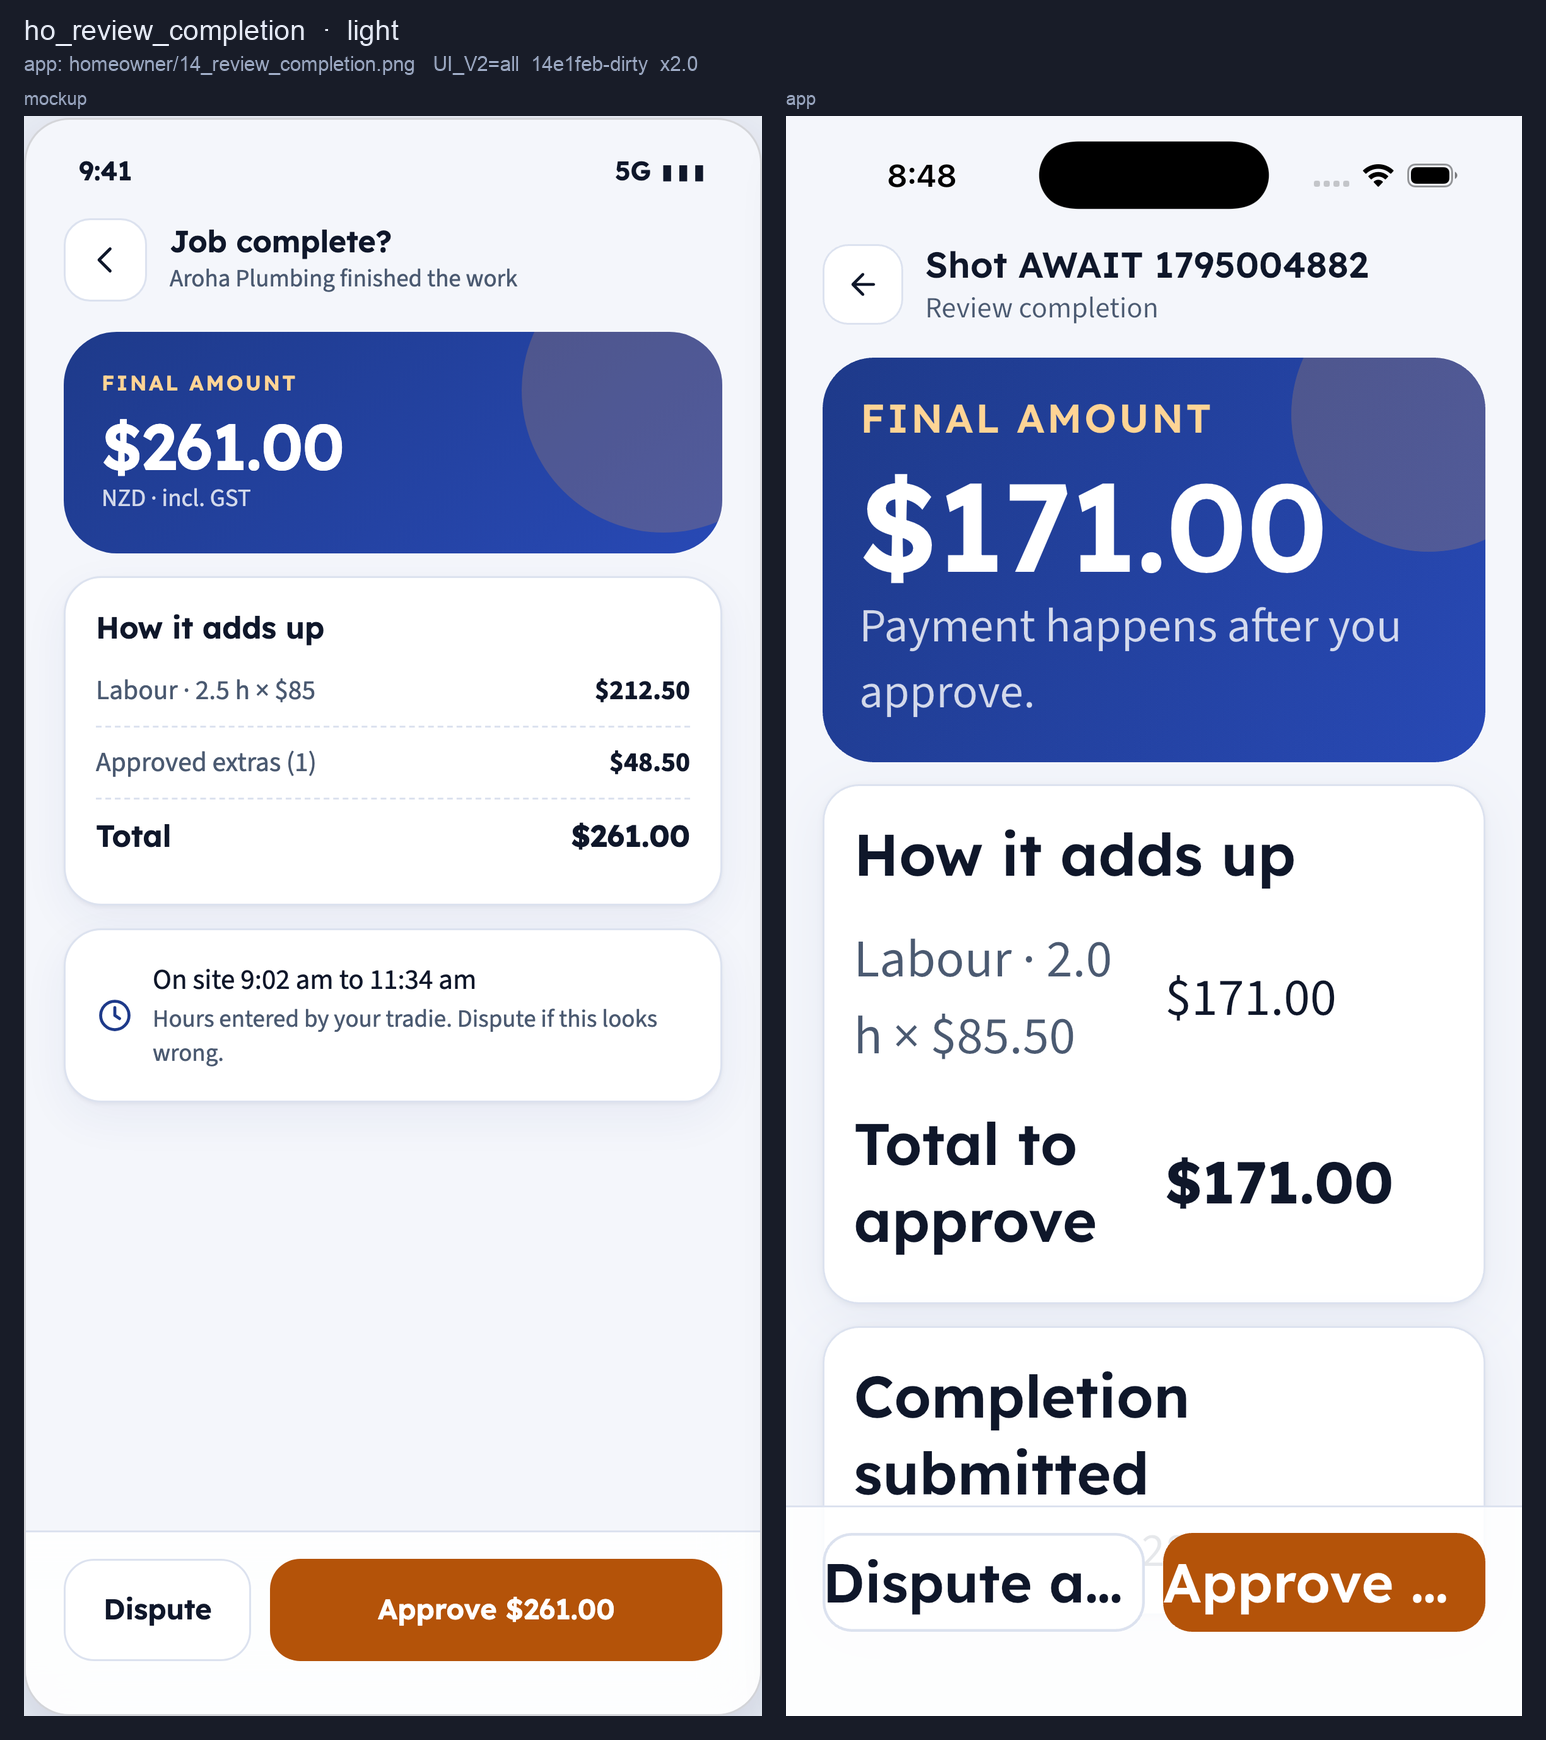 ho_review_completion · light
app: homeowner/14_review_completion.png UI_V2=all 14e1feb-dirty x2.0
mockup
9:41
5G
Job complete?
Aroha Plumbing finished the work
FINAL AMOUNT
$261.00
NZD · incl. GST
How it adds up
Labour · 2.5 h × $85 $212.50
Approved extras (1) $48.50
Total $261.00
On site 9:02 am to 11:34 am
Hours entered by your tradie. Dispute if this looks
wrong.
Dispute
Approve $261.00
app
8:48
Shot AWAIT 1795004882
Review completion
FINAL AMOUNT
$171.00
Payment happens after you
approve.
How it adds up
Labour · 2.0
h × $85.50
$171.00
Total to
approve
$171.00
Completion
submitted
Dispute a...
Approve ...